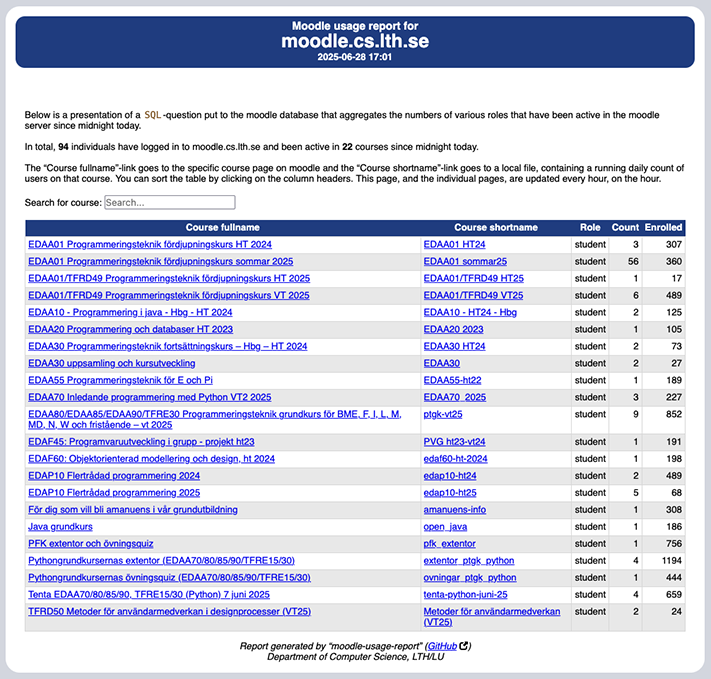 Moodle usage report for
moodle.cs.lth.se
2025-06-28 17:01
Below is a presentation of a SQL-question put to the moodle database that aggregates the numbers of various roles that have been active in the moodle
server since midnight today.
In total, 94 individuals have logged in to moodle.cs.lth.se and been active in 22 courses since midnight today.
The “Course fullname”-link goes to the specific course page on moodle and the “Course shortname”-link goes to a local file, containing a running daily count of
users on that course. You can sort the table by clicking on the column headers. This page, and the individual pages, are updated every hour, on the hour.
Search for course: Search...
Course fullname Course shortname Role Count Enrolled
EDAA01 Programmeringsteknik fördjupningskurs HT 2024 EDAA01 HT24 student 3 307
EDAA01 Programmeringsteknik fördjupningskurs sommar 2025 EDAA01 sommar25 student 56 360
EDAA01/TFRD49 Programmeringsteknik fördjupningskurs HT 2025 EDAA01/TFRD49 HT25 student 1 17
EDAA01/TFRD49 Programmeringsteknik fördjupningskurs VT 2025 EDAA01/TFRD49 VT25 student 6 489
EDAA10 - Programmering i java - Hbg - HT 2024 EDAA10 - HT24 - Hbg student 2 125
EDAA20 Programmering och databaser HT 2023 EDAA20 2023 student 1 105
EDAA30 Programmeringsteknik fortsättningskurs – Hbg – HT 2024 EDAA30 HT24 student 2 73
EDAA30 uppsamling och kursutveckling EDAA30 student 2 27
EDAA55 Programmeringsteknik för E och Pi EDAA55-ht22 student 1 189
EDAA70 Inledande programmering med Python VT2 2025 EDAA70_2025 student 3 227
EDAA80/EDAA85/EDAA90/TFRE30 Programmeringsteknik grundkurs för BME, F, I, L, M, ptgk-vt25 student 9 852
MD, N, W och fristående – vt 2025
EDAF45: Programvaruutveckling i grupp - projekt ht23 PVG ht23-vt24 student 1 191
EDAF60: Objektorienterad modellering och design, ht 2024 edaf60-ht-2024 student 1 198
EDAP10 Flertrådad programmering 2024 edap10-ht24 student 2 489
EDAP10 Flertrådad programmering 2025 edap10-ht25 student 5 68
För dig som vill bli amanuens i vår grundutbildning amanuens-info student 1 308
Java grundkurs open_java student 1 186
PFK extentor och övningsquiz pfk_extentor student 1 756
Pythongrundkursernas extentor (EDAA70/80/85/90/TFRE15/30) extentor_ptgk_python student 4 1194
Pythongrundkursernas övningsquiz (EDAA70/80/85/90/TFRE15/30) ovningar_ptgk_python student 1 444
Tenta EDAA70/80/85/90, TFRE15/30 (Python) 7 juni 2025 tenta-python-juni-25 student 4 659
TFRD50 Metoder för användarmedverkan i designprocesser (VT25) Metoder för användarmedverkan student 2 24
(VT25)
Report generated by “moodle-usage-report” (GitHub)
Department of Computer Science, LTH/LU